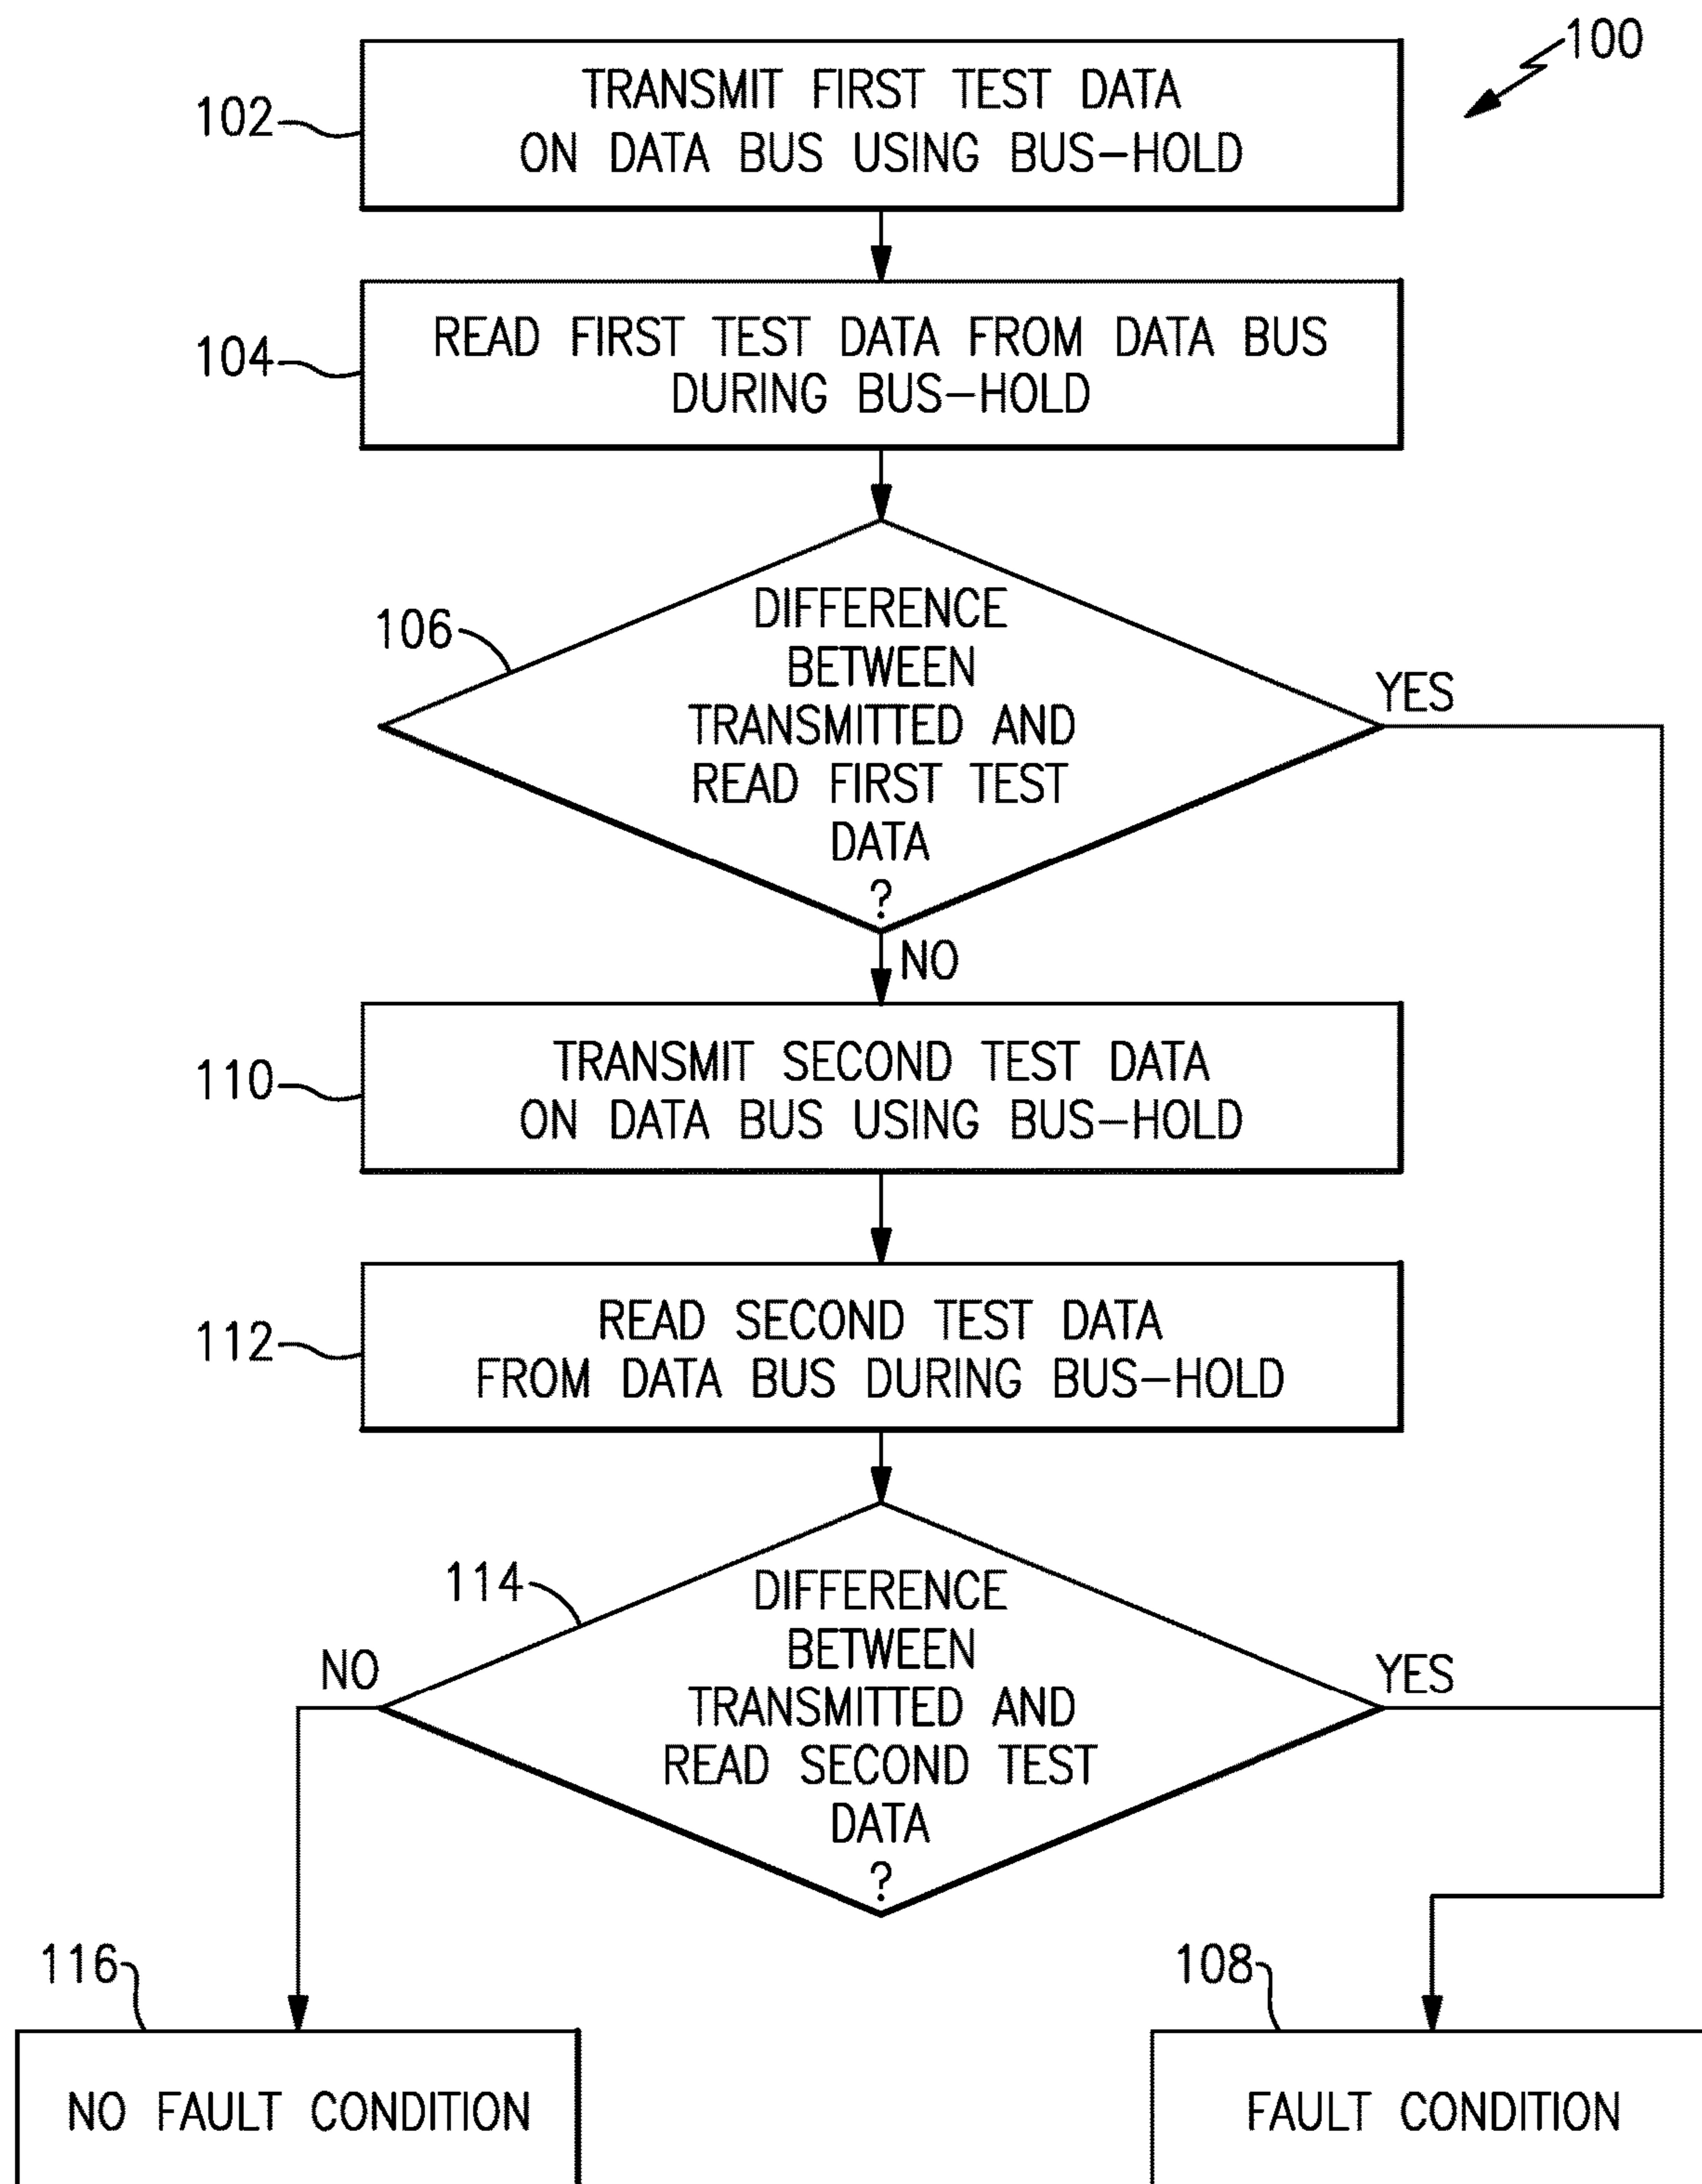 100
102
TRANSMIT FIRST TEST DATA
ON DATA BUS USING BUS-HOLD
104
READ FIRST TEST DATA FROM DATA BUS
DURING BUS-HOLD
106
DIFFERENCE
BETWEEN
TRANSMITTED AND
READ FIRST TEST
DATA
?
YES
NO
110
TRANSMIT SECOND TEST DATA
ON DATA BUS USING BUS-HOLD
112
READ SECOND TEST DATA
FROM DATA BUS DURING BUS-HOLD
114
DIFFERENCE
BETWEEN
TRANSMITTED AND
READ SECOND TEST
DATA
?
NO
YES
116
NO FAULT CONDITION
108
FAULT CONDITION